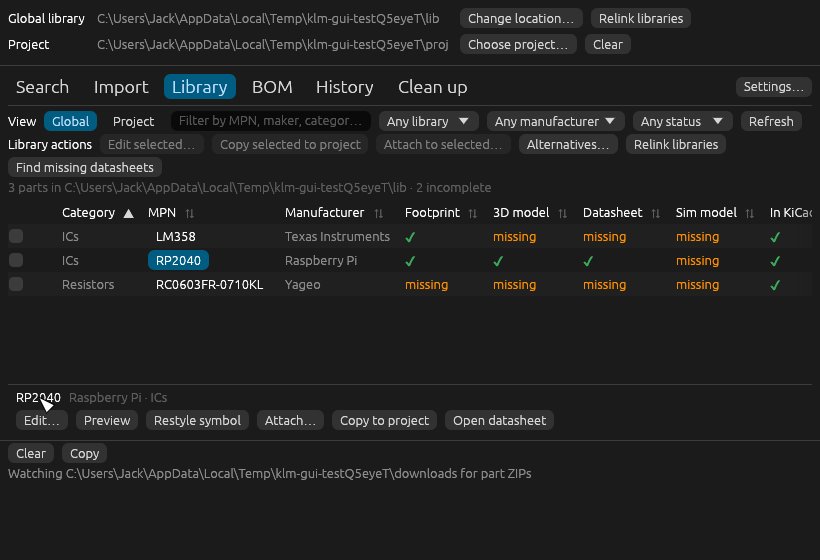 Global library C:\Users\Jack\AppData\Local\Temp\klm-gui-testQ5eyeT\lib Change location... Relink libraries
Project C:\Users\Jack\AppData\Local\Temp\klm-gui-testQ5eyeT\proj Choose project... Clear
Search Import Library BOM History Clean up Settings...
View Global Project Filter by MPN, maker, categor... Any library Any manufacturer Any status Refresh
Library actions Edit selected... Copy selected to project Attach to selected... Alternatives... Relink libraries
Find missing datasheets
3 parts in C:\Users\Jack\AppData\Local\Temp\klm-gui-testQ5eyeT\lib · 2 incomplete
Category MPN Manufacturer Footprint 3D model Datasheet Sim model In KiCad
ICs LM358 Texas Instruments ✓ missing missing missing ✓
ICs RP2040 Raspberry Pi ✓ ✓ ✓ missing ✓
Resistors RC0603FR-0710KL Yageo missing missing missing missing ✓
RP2040 Raspberry Pi · ICs
Edit... Preview Restyle symbol Attach... Copy to project Open datasheet
Clear Copy
Watching C:\Users\Jack\AppData\Local\Temp\klm-gui-testQ5eyeT\downloads for part ZIPs